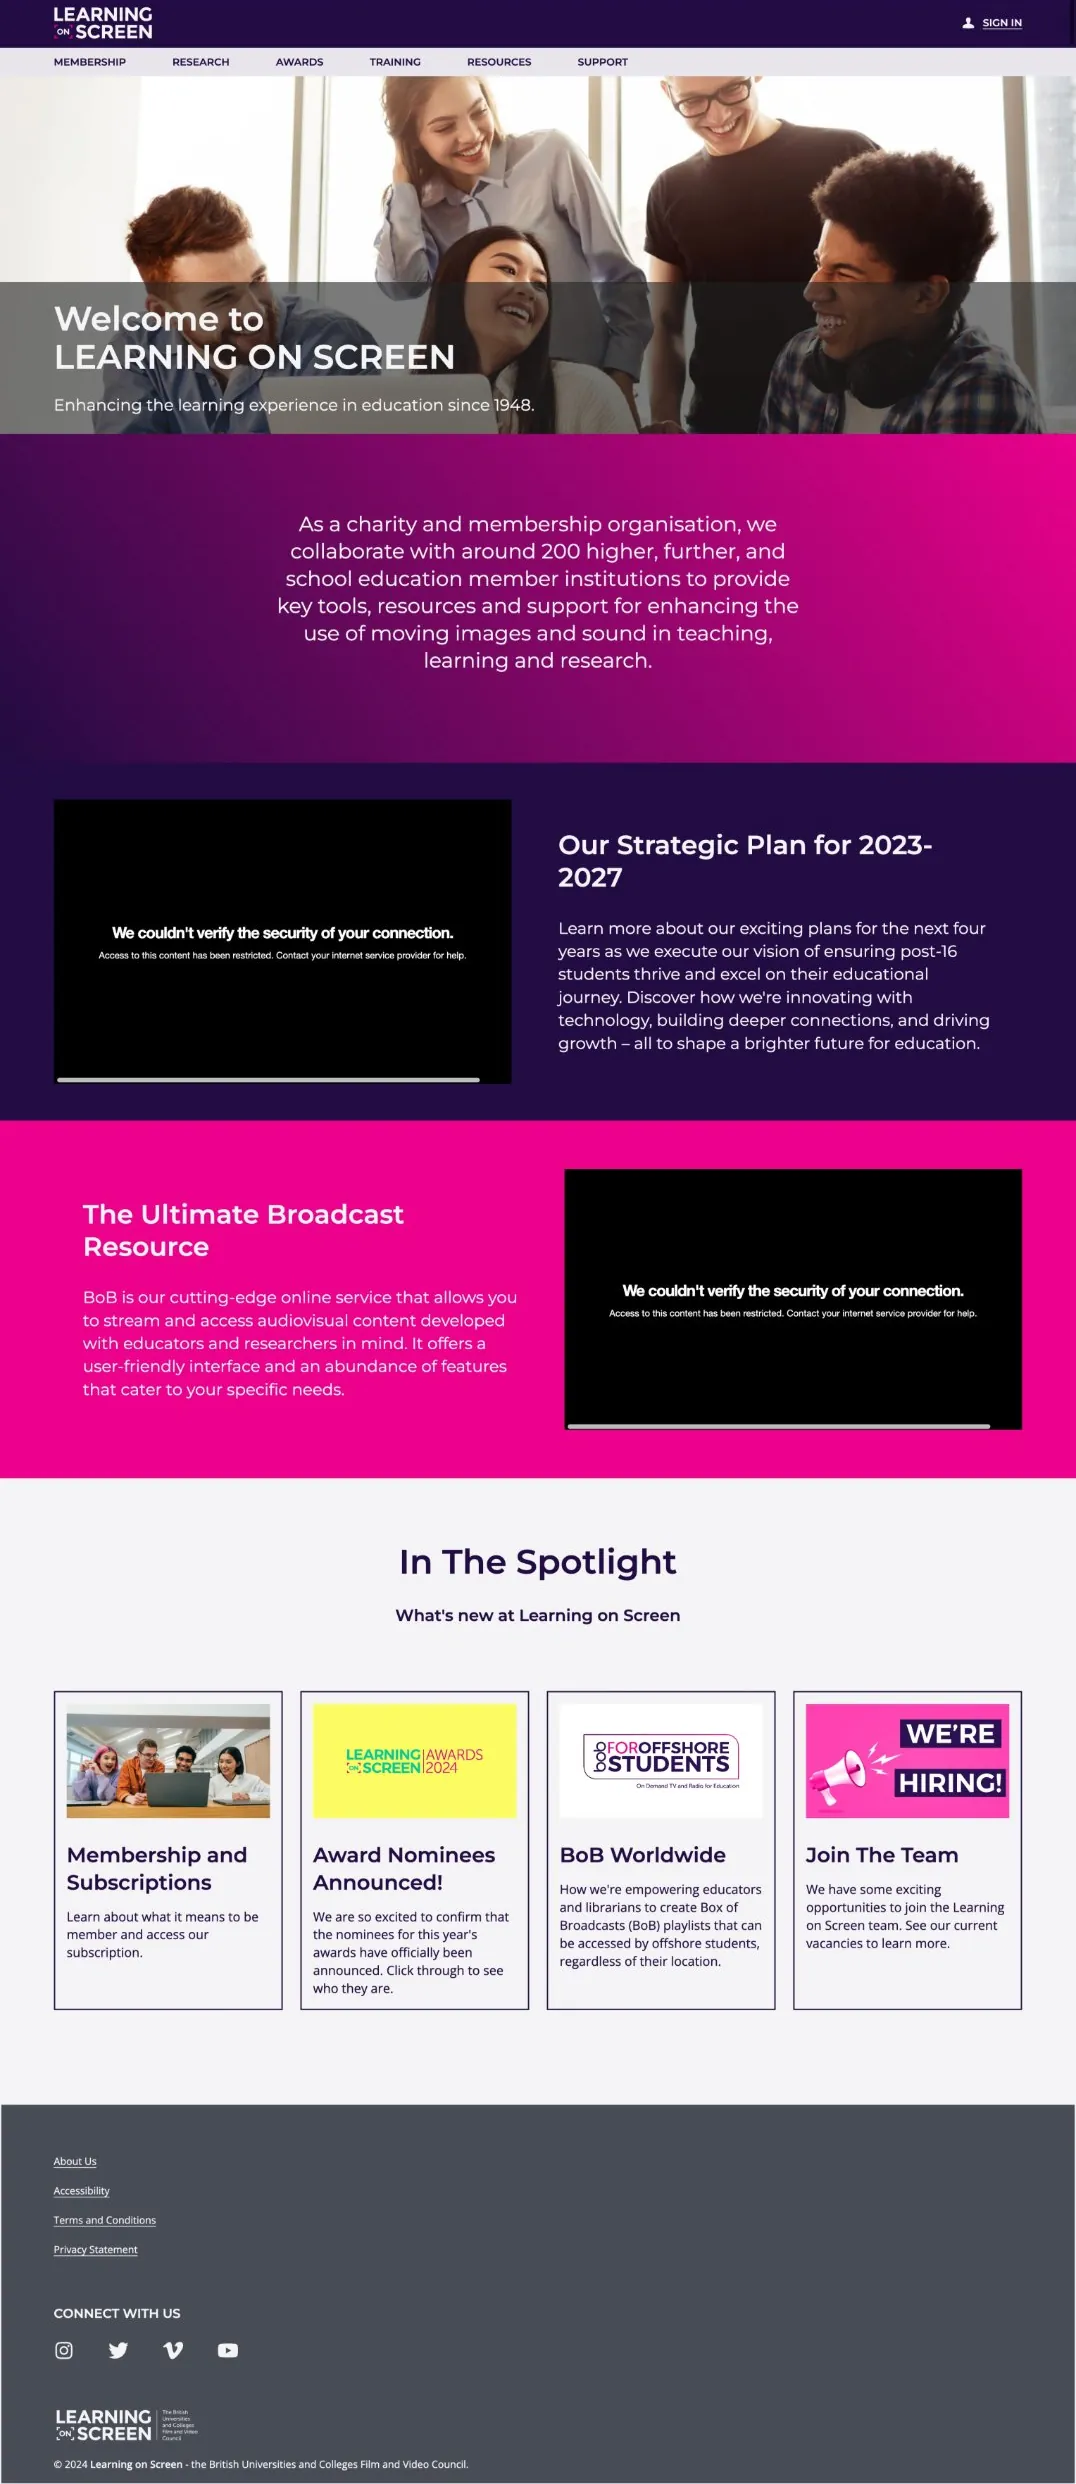 LEARNING
ON SCREEN
SIGN IN
MEMBERSHIP RESEARCH AWARDS TRAINING RESOURCES SUPPORT
Welcome to
LEARNING ON SCREEN
Enhancing the learning experience in education since 1948.
As a charity and membership organisation, we
collaborate with around 200 higher, further, and
school education member institutions to provide
key tools, resources and support for enhancing the
use of moving images and sound in teaching,
learning and research.
We couldn't verify the security of your connection.
Access to this content has been restricted. Contact your internet service provider for help.
Our Strategic Plan for 2023-
2027
Learn more about our exciting plans for the next four
years as we execute our vision of ensuring post-16
students thrive and excel on their educational
journey. Discover how we're innovating with
technology, building deeper connections, and driving
growth – all to shape a brighter future for education.
The Ultimate Broadcast
Resource
BoB is our cutting-edge online service that allows you
to stream and access audiovisual content developed
with educators and researchers in mind. It offers a
user-friendly interface and an abundance of features
that cater to your specific needs.
We couldn't verify the security of your connection.
Access to this content has been restricted. Contact your internet service provider for help.
In The Spotlight
What's new at Learning on Screen
Membership and
Subscriptions
Learn about what it means to be
member and access our
subscription.
LEARNING AWARDS
ON SCREEN 2024
Award Nominees
Announced!
We are so excited to confirm that
the nominees for this year's
awards have officially been
announced. Click through to see
who they are.
bob FOROFFSHORE
STUDENTS
On Demand TV and Radio for Education
BoB Worldwide
How we're empowering educators
and librarians to create Box of
Broadcasts (BoB) playlists that can
be accessed by offshore students,
regardless of their location.
WE'RE
HIRING!
Join The Team
We have some exciting
opportunities to join the Learning
on Screen team. See our current
vacancies to learn more.
About Us
Accessibility
Terms and Conditions
Privacy Statement
CONNECT WITH US
LEARNING
ON SCREEN
The British
Universities
and Colleges
Film and Video
Council
© 2024 Learning on Screen - the British Universities and Colleges Film and Video Council.